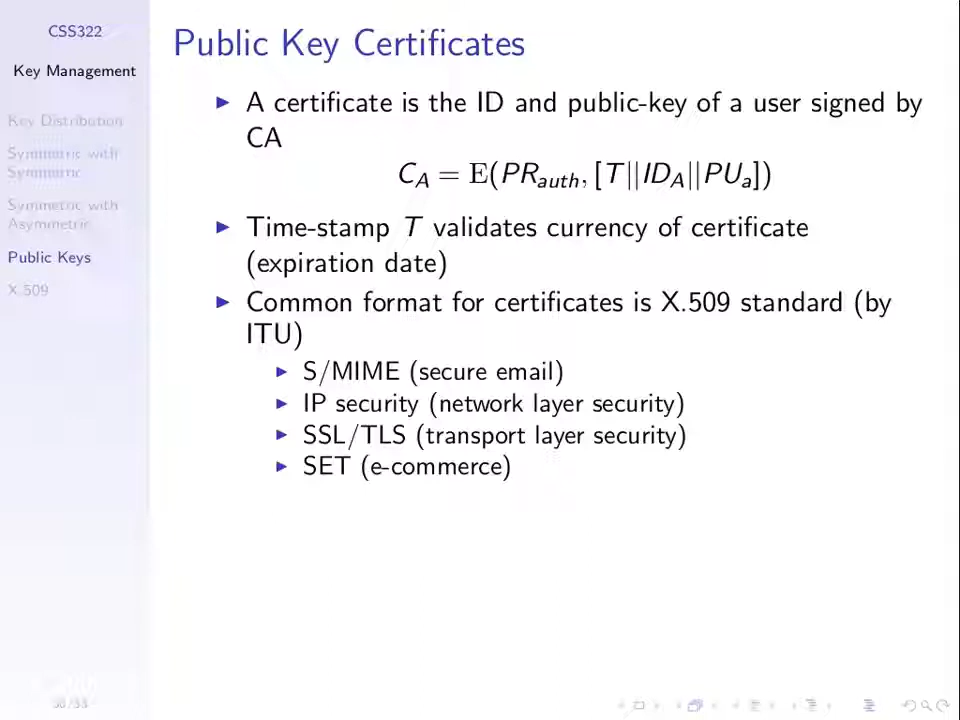 CSS322
Key Management
Key Distribution
Symmetric with
Symmetric
Symmetric with
Asymmetric
Public Keys
X.509
Public Key Certificates
A certificate is the ID and public-key of a user signed by
CA
C_A = E(PR_auth, [T||ID_A||PU_a])
Time-stamp T validates currency of certificate
(expiration date)
Common format for certificates is X.509 standard (by
ITU)
S/MIME (secure email)
IP security (network layer security)
SSL/TLS (transport layer security)
SET (e-commerce)